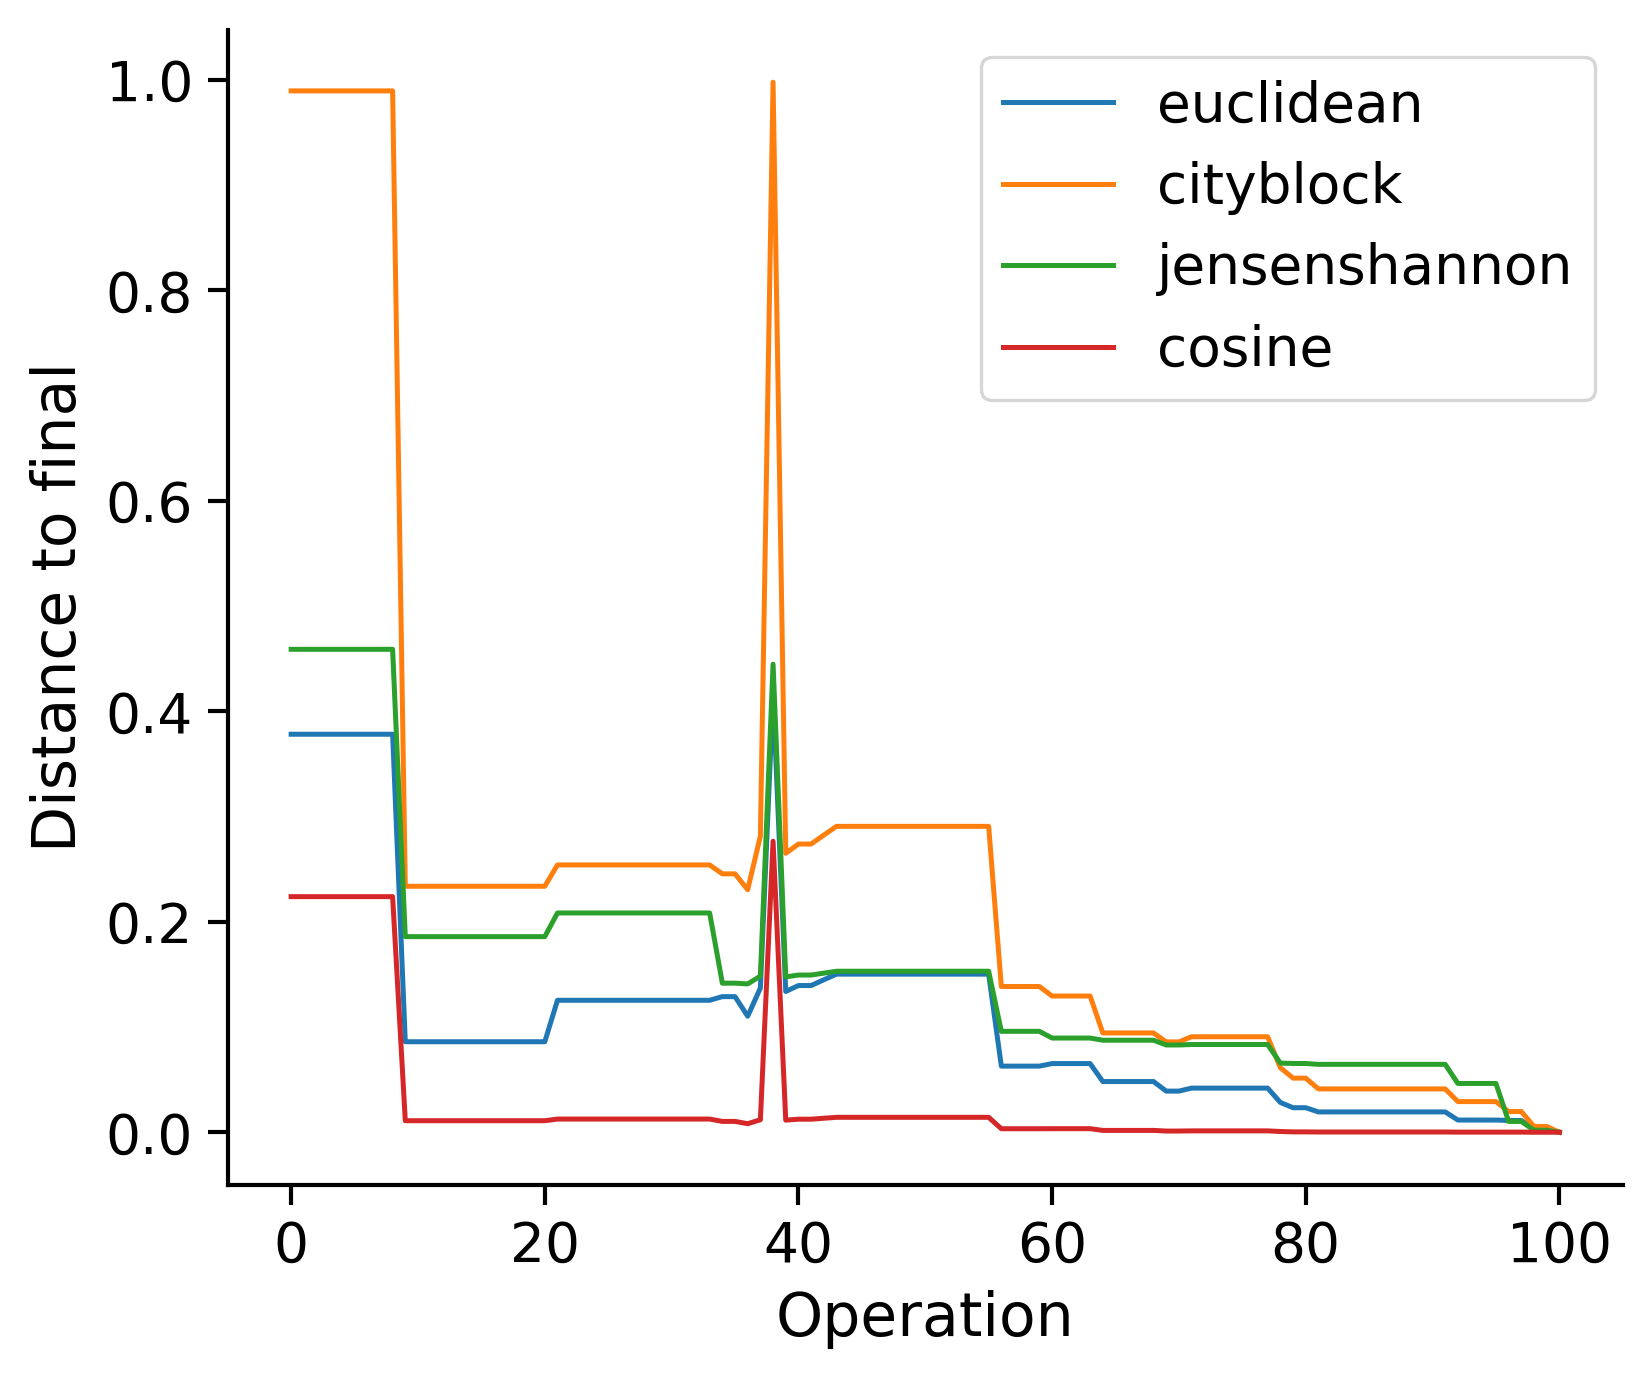 1.0
0.8
0.6
0.4
0.2
0.0
Distance to final
euclidean
cityblock
jensenshannon
cosine
0 20 40 60 80 100
Operation